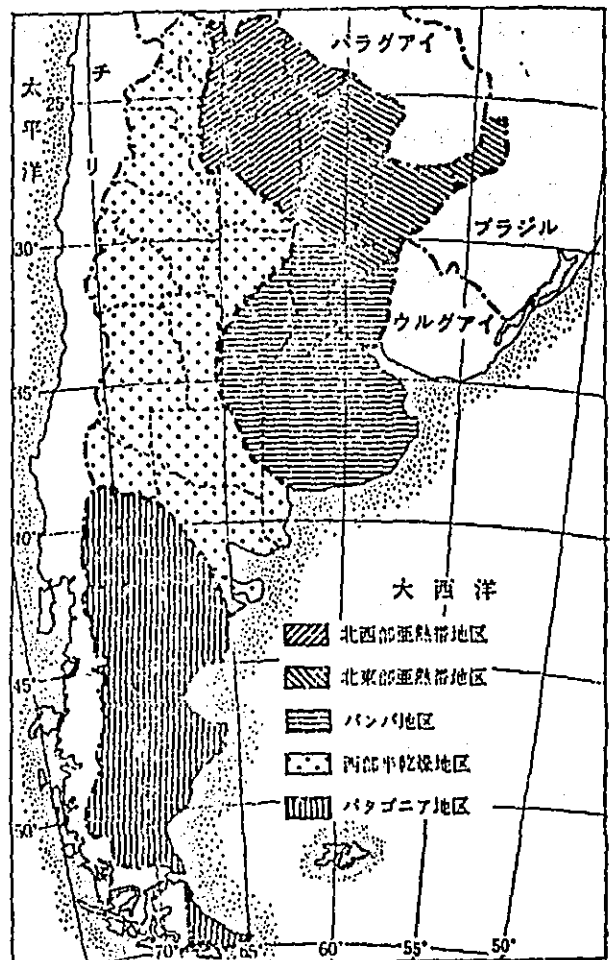 パラグアイ
チリ
太平洋
25°
ブラジル
30°
ウルグアイ
35
40
大西洋
北西部亜熱帯地区
北東部亜熱帯地区
パンパ地区
西部半乾燥地区
パタゴニア地区
45°
50°
70°
65°
60°
55°
50°